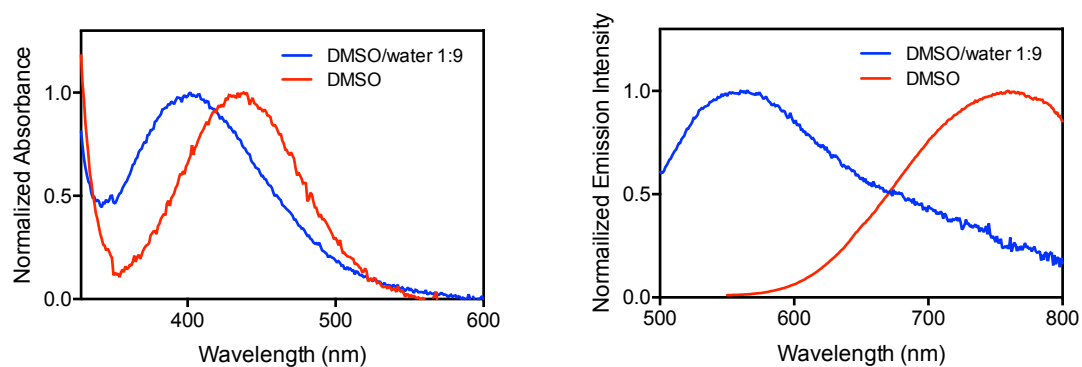 Normalized Absorbance
DMSO/water 1:9
DMSO
1.0
0.5
0.0
400
500
600
Wavelength (nm)
Normailized Emission Intensity
DMSO/water 1:9
DMSO
1.0
0.5
0.0
500
600
700
800
Wavelength (nm)